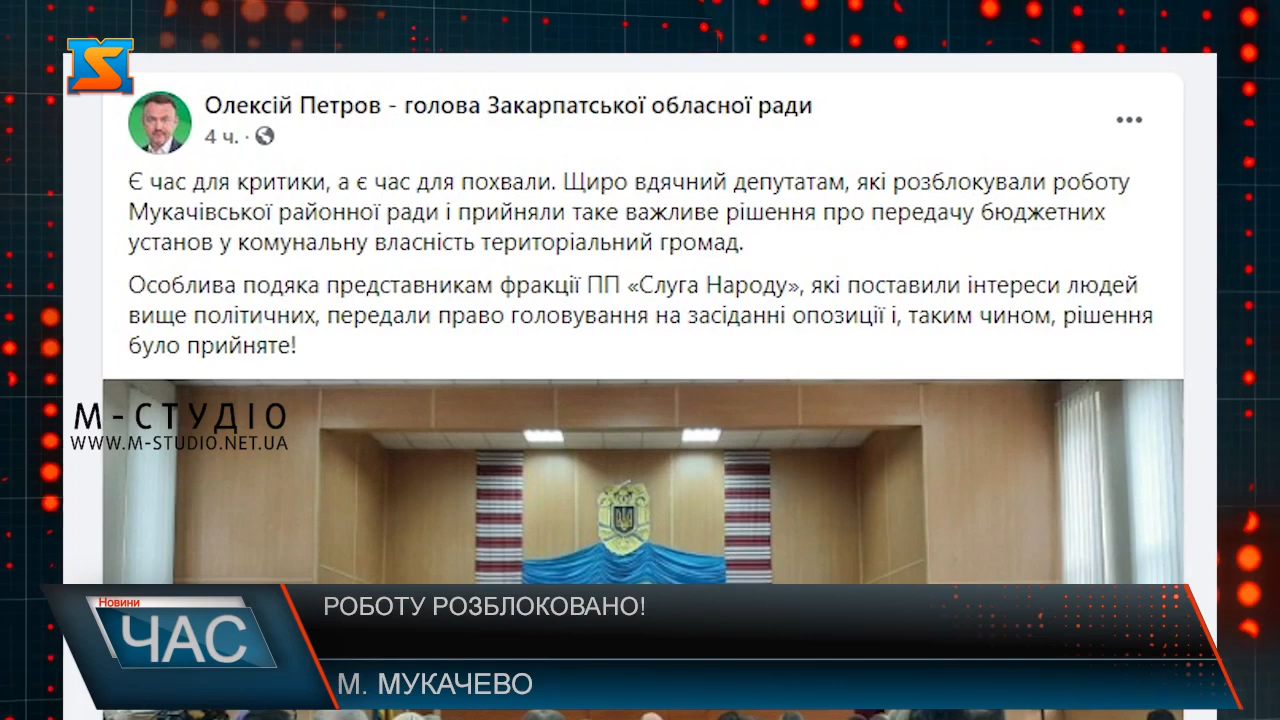 Олексій Петров - голова Закарпатської обласної ради
4 ч. ·
Є час для критики, а є час для похвали. Щиро вдячний депутатам, які розблокували роботу
Мукачівської районної ради і прийняли таке важливе рішення про передачу бюджетних
установ у комунальну власність територіальний громад.
Особлива подяка представникам фракції ПП «Слуга Народу», які поставили інтереси людей
вище політичних, передали право головування на засіданні опозиції і, таким чином, рішення
було прийняте!
М-СТУДІО
WWW.M-STUDIO.NET.UA
Новини
ЧАС
РОБОТУ РОЗБЛОКОВАНО!
М. МУКАЧЕВО